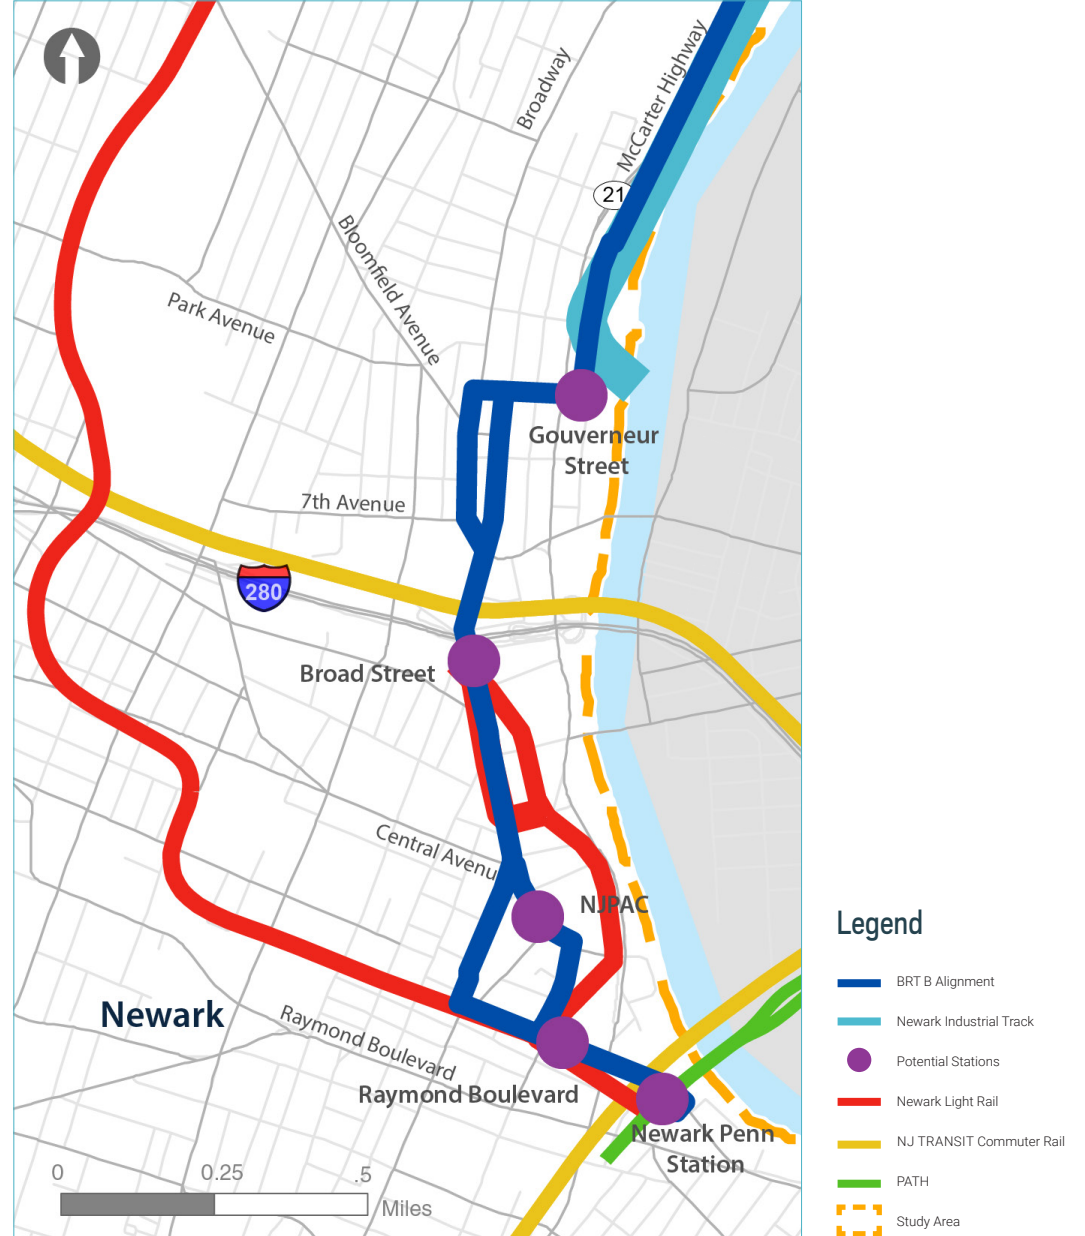 Broadway
McCarter Highway
21
Bloomfield Avenue
Park Avenue
Gouverneur
Street
7th Avenue
280
Broad Street
Central Avenu
NJPAC
Newark
Raymond Boulevard
Raymond Boulevard
Newark Penn
Station
0 0.25 .5
Miles
Legend
BRT B Alignment
Newark Industrial Track
Potential Stations
Newark Light Rail
NJ TRANSIT Commuter Rail
PATH
Study Area